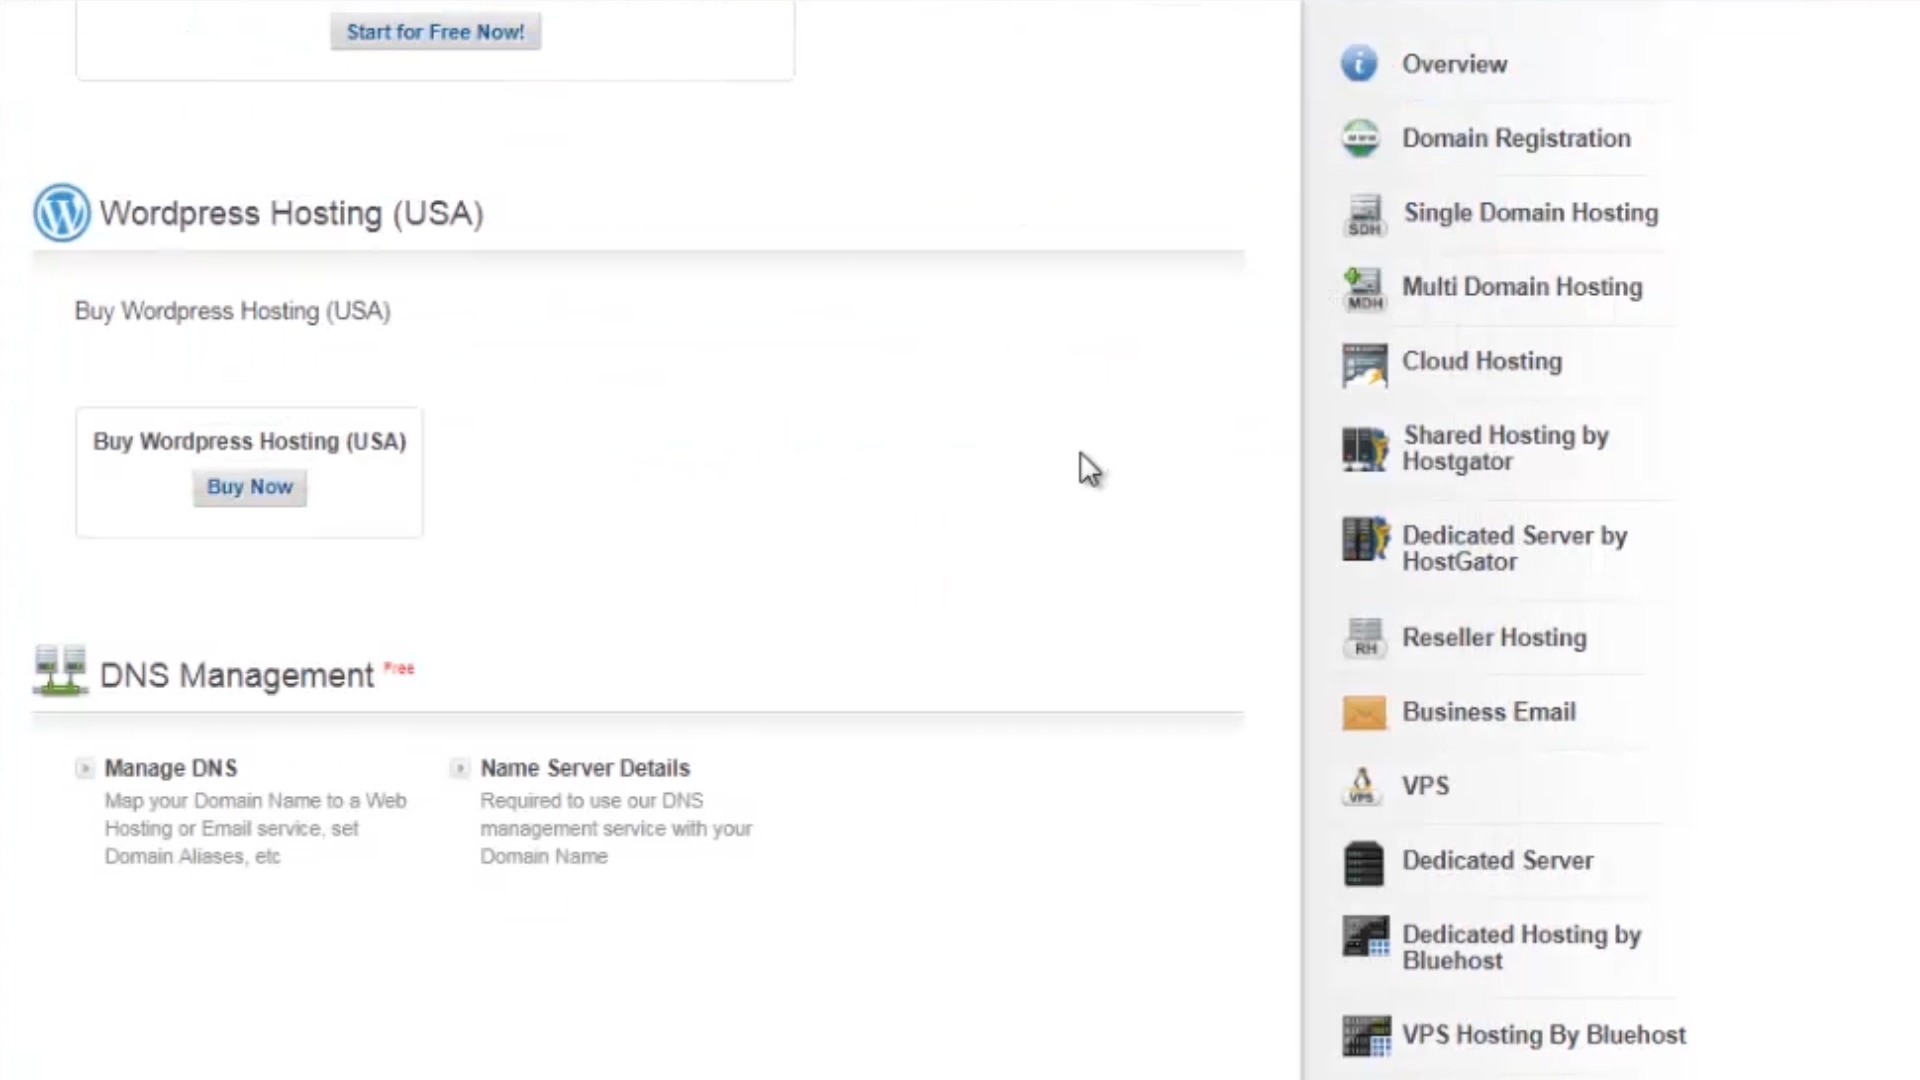 Start for Free Now!
Wordpress Hosting (USA)
Buy Wordpress Hosting (USA)
Buy Wordpress Hosting (USA)
Buy Now
DNS Management Free
Manage DNS
Map your Domain Name to a Web
Hosting or Email service, set
Domain Aliases, etc
Name Server Details
Required to use our DNS
management service with your
Domain Name
Overview
www
Domain Registration
SDH
Single Domain Hosting
MDH
Multi Domain Hosting
Cloud Hosting
Shared Hosting by
Hostgator
Dedicated Server by
HostGator
RH
Reseller Hosting
Business Email
VPS
VPS
Dedicated Server
Dedicated Hosting by
Bluehost
VPS Hosting By Bluehost